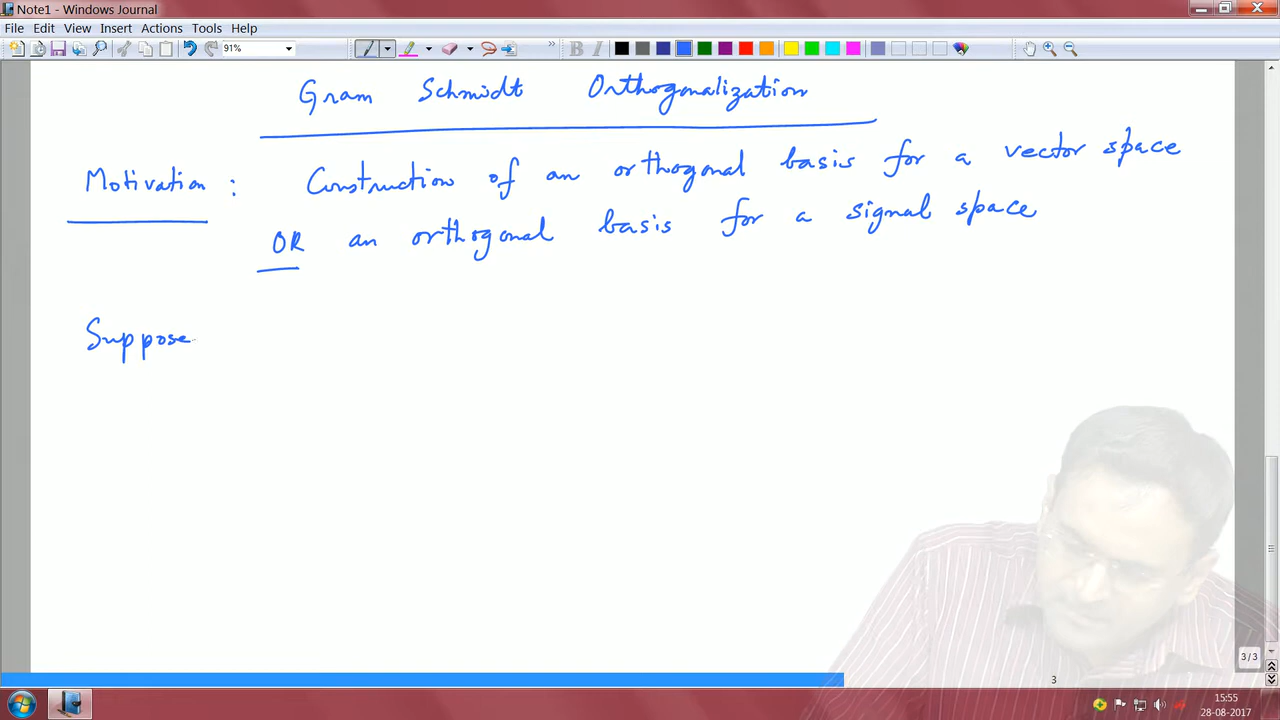 Note1 - Windows Journal
File Edit View Insert Actions Tools Help
91%
Gram Schmidt Orthogonalization
Motivation : Construction of an orthogonal basis for a vector space
OR an orthogonal basis for a signal space
Suppose
3/3
3
15:55
28-08-2017